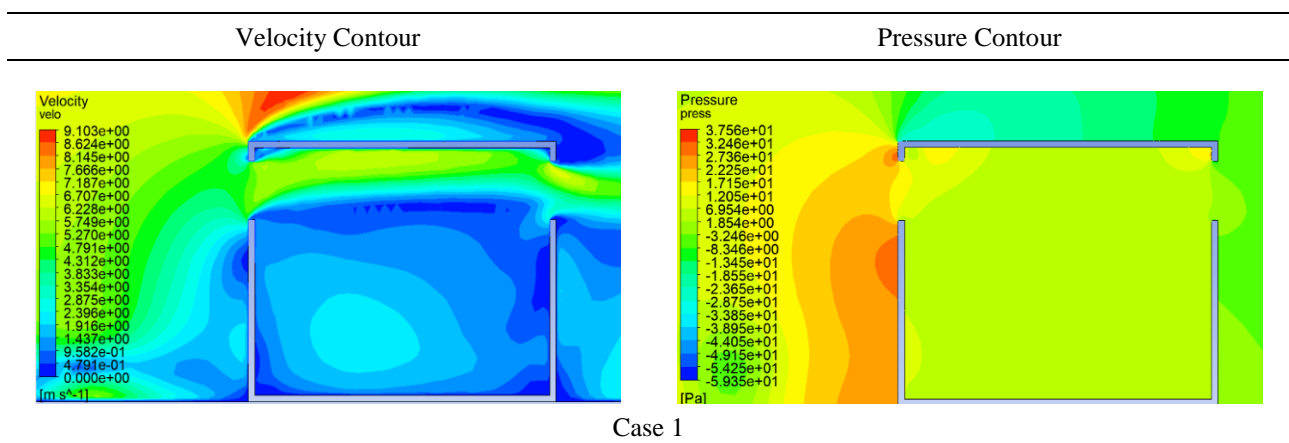 Velocity Contour
Pressure Contour
Velocity
velo
9.103e+00
8.624e+00
8.145e+00
7.666e+00
7.187e+00
6.707e+00
6.228e+00
5.749e+00
5.270e+00
4.791e+00
4.312e+00
3.833e+00
3.354e+00
2.875e+00
2.396e+00
1.916e+00
1.437e+00
9.582e-01
4.791e-01
0.000e+00
[m s^-1]
Pressure
press
3.756e+01
3.246e+01
2.736e+01
2.225e+01
1.715e+01
1.205e+01
6.954e+00
1.854e+00
-3.246e+00
-8.346e+00
-1.345e+01
-1.855e+01
-2.365e+01
-2.875e+01
-3.385e+01
-3.895e+01
-4.405e+01
-4.915e+01
-5.425e+01
-5.935e+01
[Pa]
Case 1